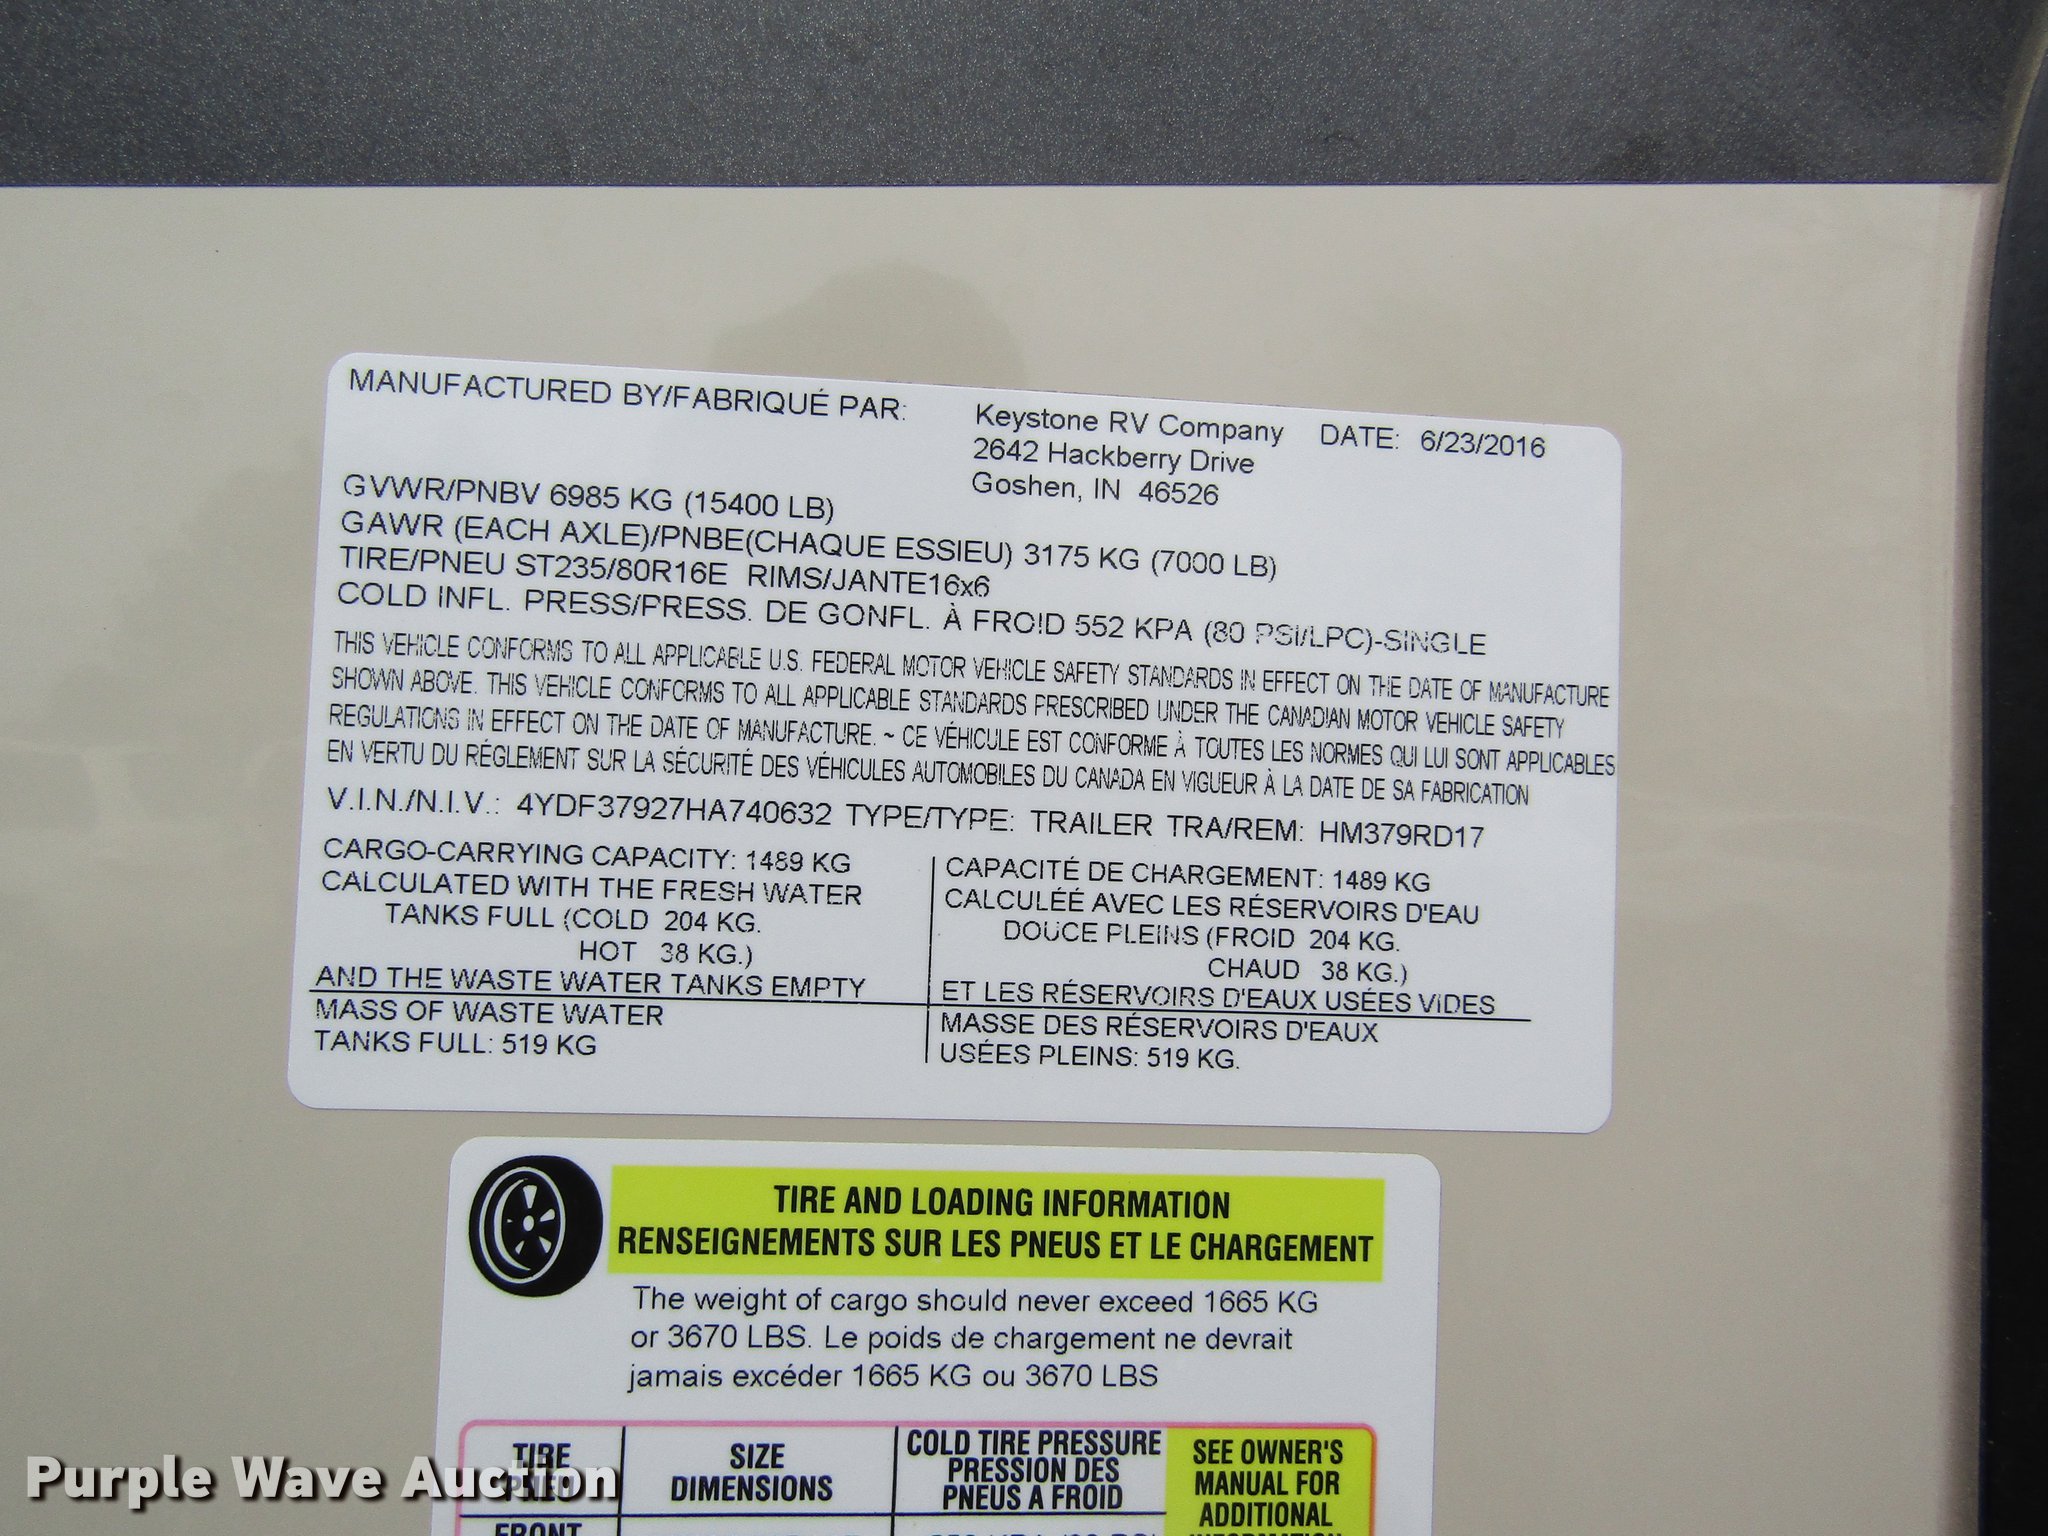 MANUFACTURED BY/FABRIQUÉ PAR:
Keystone RV Company DATE: 6/23/2016
2642 Hackberry Drive
Goshen, IN 46526
GVWR/PNBV 6985 KG (15400 LB)
GAWR (EACH AXLE)/PNBE(CHAQUE ESSIEU) 3175 KG (7000 LB)
TIRE/PNEU ST235/80R16E RIMS/JANTE16x6
COLD INFL. PRESS/PRESS. DE GONFL. À FROID 552 KPA (80 PSI/LPC)-SINGLE
THIS VEHICLE CONFORMS TO ALL APPLICABLE U.S. FEDERAL MOTOR VEHICLE SAFETY STANDARDS IN EFFECT ON THE DATE OF MANUFACTURE
SHOWN ABOVE. THIS VEHICLE CONFORMS TO ALL APPLICABLE STANDARDS PRESCRIBED UNDER THE CANADIAN MOTOR VEHICLE SAFETY
REGULATIONS IN EFFECT ON THE DATE OF MANUFACTURE. ~ CE VÉHICULE EST CONFORME À TOUTES LES NORMES QUI LUI SONT APPLICABLES
EN VERTU DU RÉGLEMENT SUR LA SÉCURITÉ DES VÉHICULES AUTOMOBILES DU CANADA EN VIGUEUR À LA DATE DE SA FABRICATION
V.I.N./N.I.V.: 4YDF37927HA740632 TYPE/TYPE: TRAILER TRA/REM: HM379RD17
CARGO-CARRYING CAPACITY: 1489 KG
CALCULATED WITH THE FRESH WATER
TANKS FULL (COLD 204 KG.
HOT 38 KG.)
AND THE WASTE WATER TANKS EMPTY
MASS OF WASTE WATER
TANKS FULL: 519 KG
CAPACITÉ DE CHARGEMENT: 1489 KG
CALCULÉÉ AVEC LES RÉSERVOIRS D'EAU
DOUCE PLEINS (FROID 204 KG.
CHAUD 38 KG.)
ET LES RÉSERVOIRS D'EAUX USÉES VIDES
MASSE DES RÉSERVOIRS D'EAUX
USÉES PLEINS: 519 KG.
TIRE AND LOADING INFORMATION
RENSEIGNEMENTS SUR LES PNEUS ET LE CHARGEMENT
The weight of cargo should never exceed 1665 KG
or 3670 LBS. Le poids de chargement ne devrait
jamais excéder 1665 KG ou 3670 LBS
TIRE
PNEU
SIZE
DIMENSIONS
COLD TIRE PRESSURE
PRESSION DES
PNEUS A FROID
SEE OWNER'S
MANUAL FOR
ADDITIONAL
INFORMATION
FRONT
Purple Wave Auction